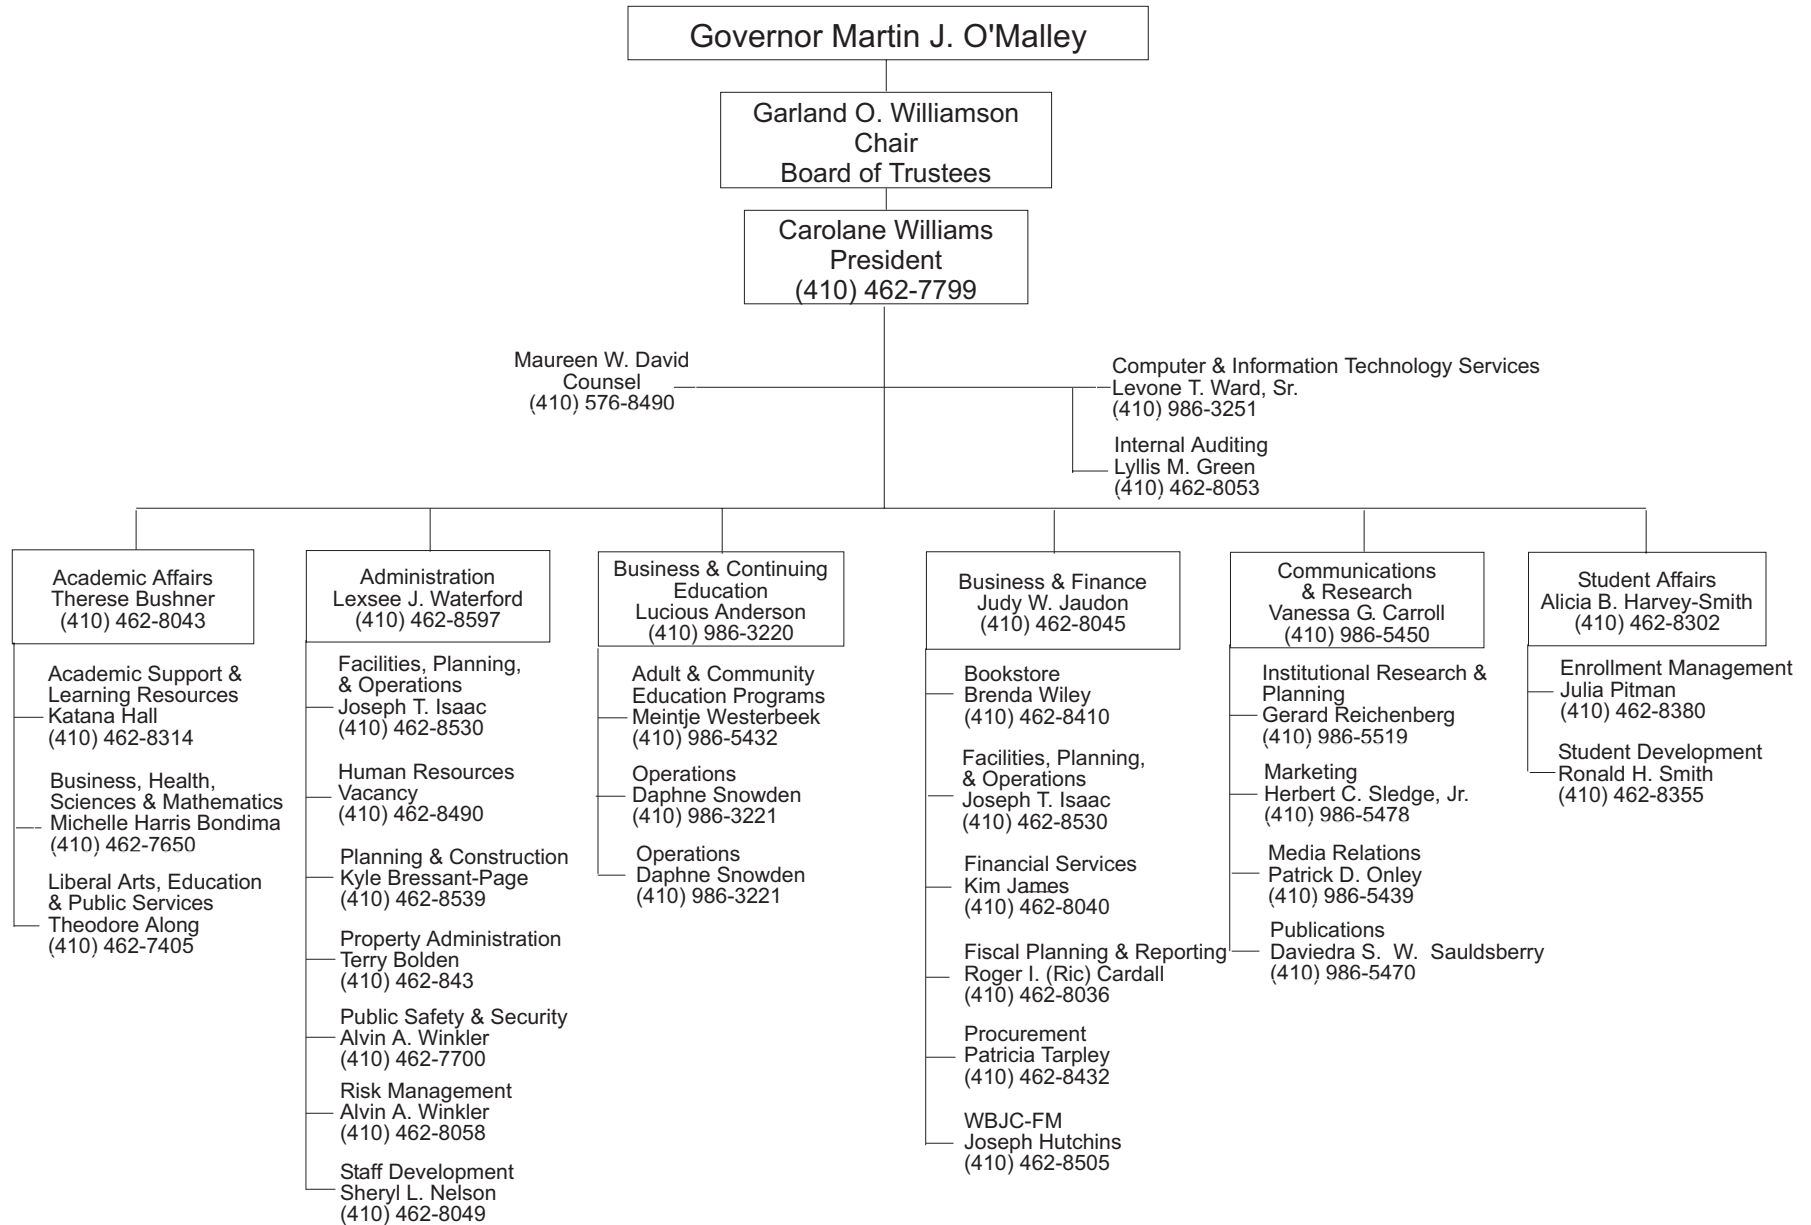 Governor Martin J. O'Malley
Garland O. Williamson
Chair
Board of Trustees
Carolane Williams
President
(410) 462-7799
Maureen W. David
Counsel
(410) 576-8490
Computer & Information Technology Services
Levone T. Ward, Sr.
(410) 986-3251
Internal Auditing
Lyllis M. Green
(410) 462-8053
Academic Affairs
Therese Bushner
(410) 462-8043
Academic Support &
Learning Resources
Katana Hall
(410) 462-8314
Business, Health,
Sciences & Mathematics
Michelle Harris Bondima
(410) 462-7650
Liberal Arts, Education
& Public Services
Theodore Along
(410) 462-7405
Administration
Lexsee J. Waterford
(410) 462-8597
Facilities, Planning,
& Operations
Joseph T. Isaac
(410) 462-8530
Human Resources
Vacancy
(410) 462-8490
Planning & Construction
Kyle Bressant-Page
(410) 462-8539
Property Administration
Terry Bolden
(410) 462-843
Public Safety & Security
Alvin A. Winkler
(410) 462-7700
Risk Management
Alvin A. Winkler
(410) 462-8058
Staff Development
Sheryl L. Nelson
(410) 462-8049
Business & Continuing
Education
Lucious Anderson
(410) 986-3220
Adult & Community
Education Programs
Meintje Westerbeek
(410) 986-5432
Operations
Daphne Snowden
(410) 986-3221
Operations
Daphne Snowden
(410) 986-3221
Business & Finance
Judy W. Jaudon
(410) 462-8045
Bookstore
Brenda Wiley
(410) 462-8410
Facilities, Planning,
& Operations
Joseph T. Isaac
(410) 462-8530
Financial Services
Kim James
(410) 462-8040
Fiscal Planning & Reporting
Roger I. (Ric) Cardall
(410) 462-8036
Procurement
Patricia Tarpley
(410) 462-8432
WBJC-FM
Joseph Hutchins
(410) 462-8505
Communications
& Research
Vanessa G. Carroll
(410) 986-5450
Institutional Research &
Planning
Gerard Reichenberg
(410) 986-5519
Marketing
Herbert C. Sledge, Jr.
(410) 986-5478
Media Relations
Patrick D. Onley
(410) 986-5439
Publications
Daviedra S. W. Sauldsberry
(410) 986-5470
Student Affairs
Alicia B. Harvey-Smith
(410) 462-8302
Enrollment Management
Julia Pitman
(410) 462-8380
Student Development
Ronald H. Smith
(410) 462-8355